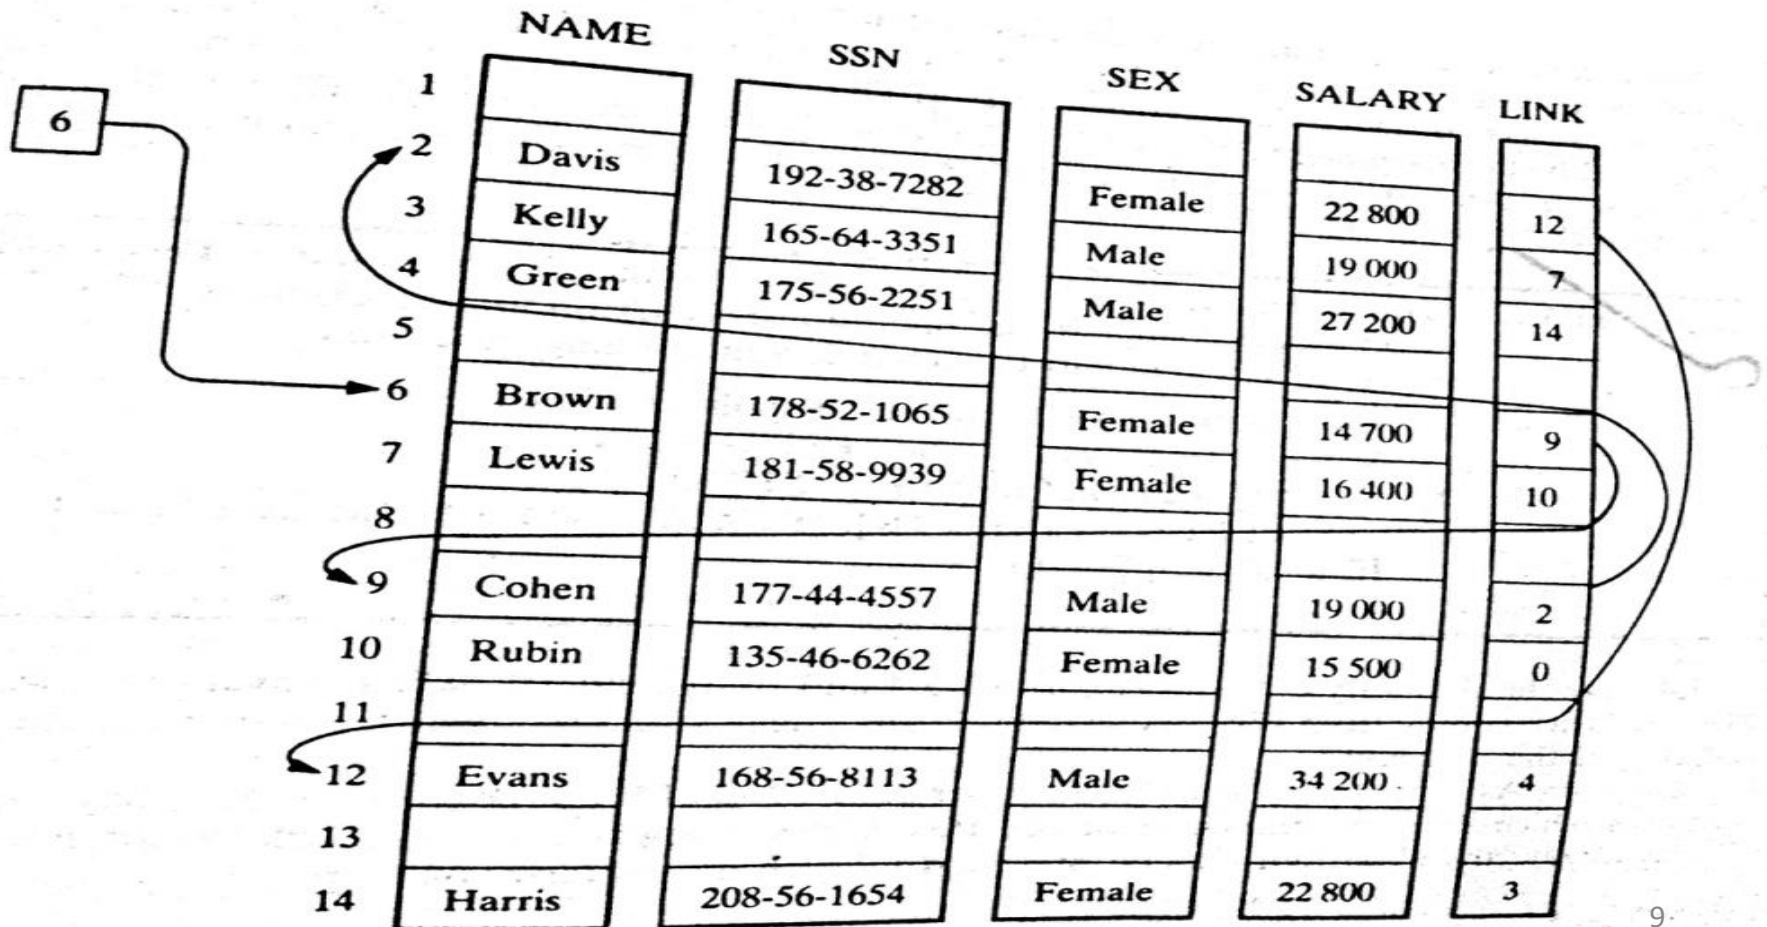 NAME SSN SEX SALARY LINK
6
1
2 Davis 192-38-7282 Female 22 800 12
3 Kelly 165-64-3351 Male 19 000 7
4 Green 175-56-2251 Male 27 200 14
5
6 Brown 178-52-1065 Female 14 700 9
7 Lewis 181-58-9939 Female 16 400 10
8
9 Cohen 177-44-4557 Male 19 000 2
10 Rubin 135-46-6262 Female 15 500 0
11
12 Evans 168-56-8113 Male 34 200 4
13
14 Harris 208-56-1654 Female 22 800 3
9